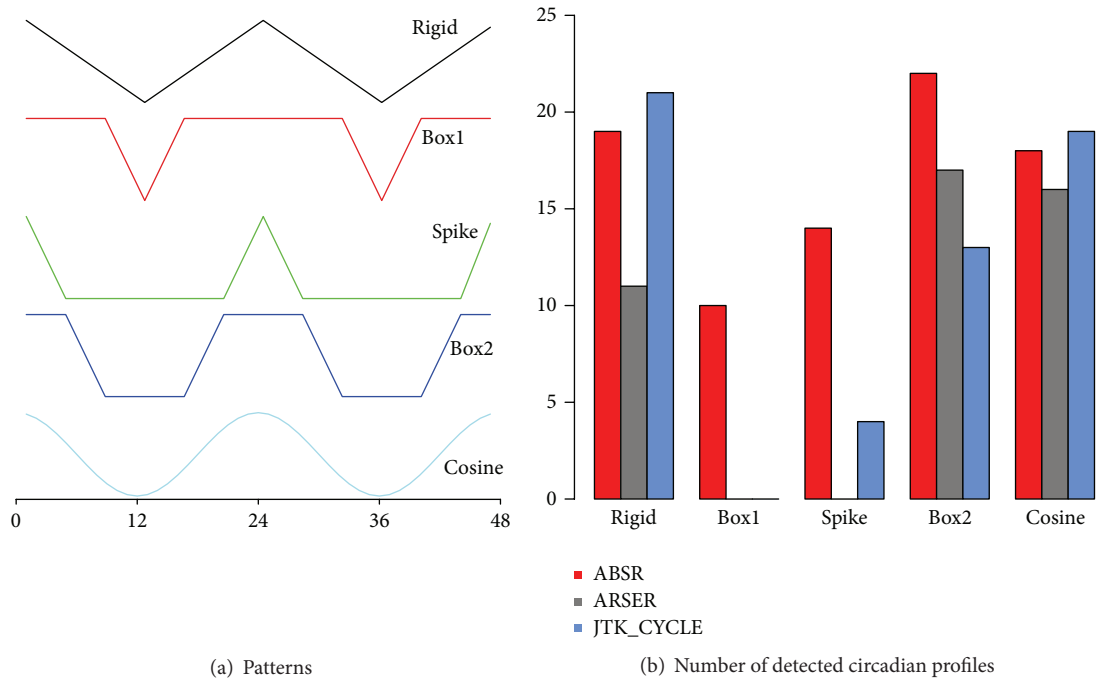 Rigid
Box1
Spike
Box2
Cosine
0 12 24 36 48
(a) Patterns
25
20
15
10
5
0
Rigid Box1 Spike Box2 Cosine
ABSR
ARSER
JTK_CYCLE
(b) Number of detected circadian profiles